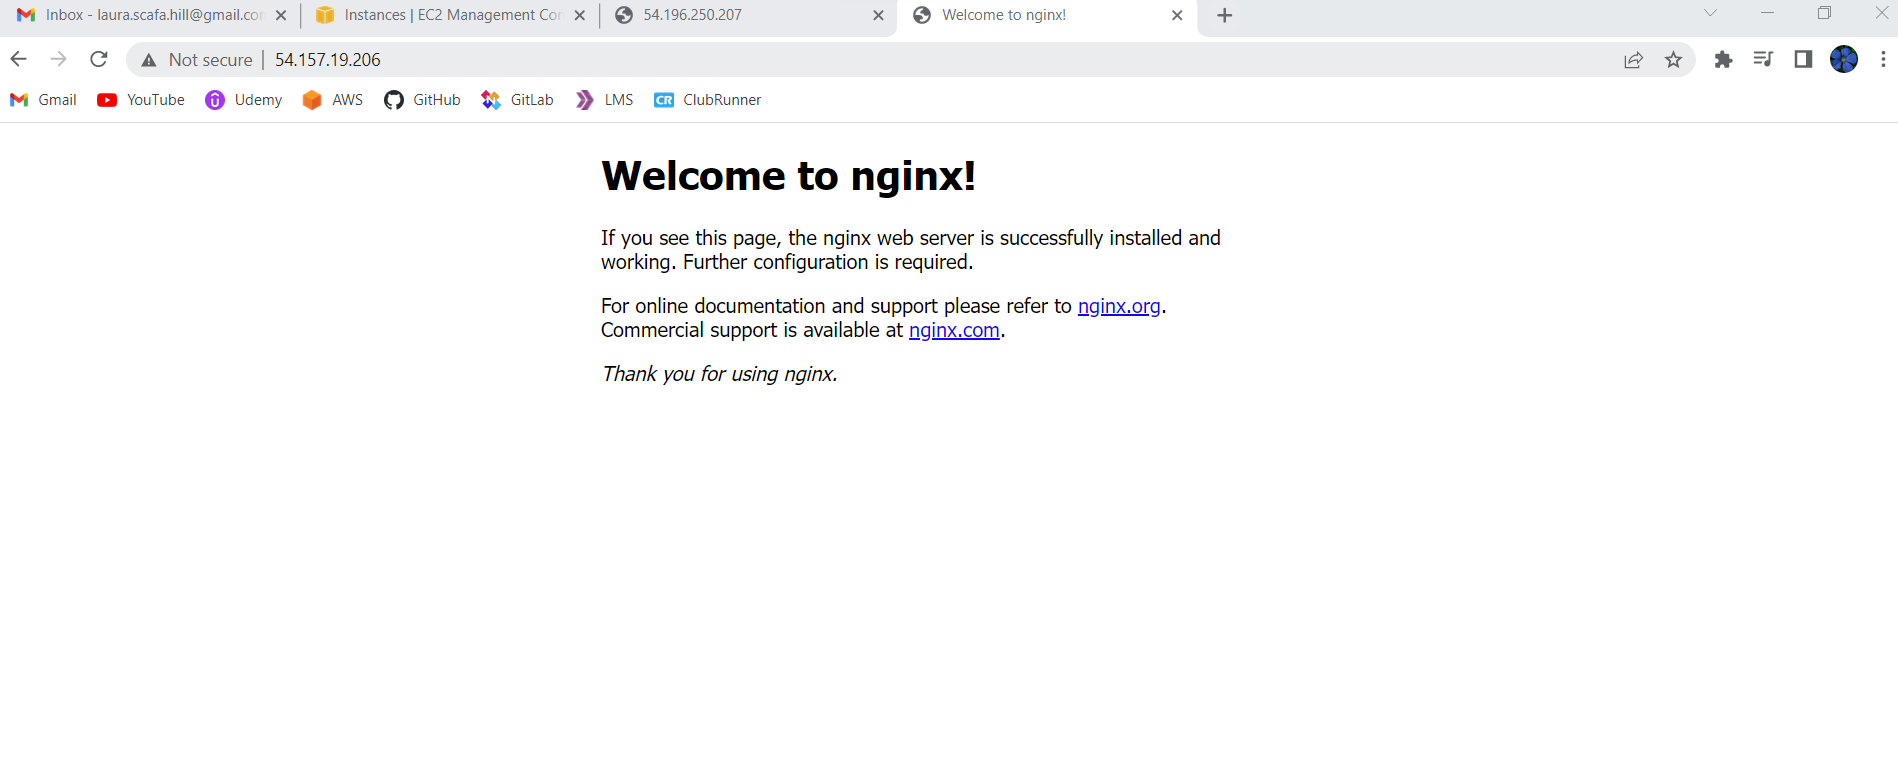 Inbox - laura.scafa.hill@gmail.co
Instances | EC2 Management Co
54.196.250.207
Welcome to nginx!
Not secure | 54.157.19.206
Gmail
YouTube
Udemy
AWS
GitHub
GitLab
LMS
CR ClubRunner
Welcome to nginx!
If you see this page, the nginx web server is successfully installed and
working. Further configuration is required.
For online documentation and support please refer to nginx.org.
Commercial support is available at nginx.com.
Thank you for using nginx.